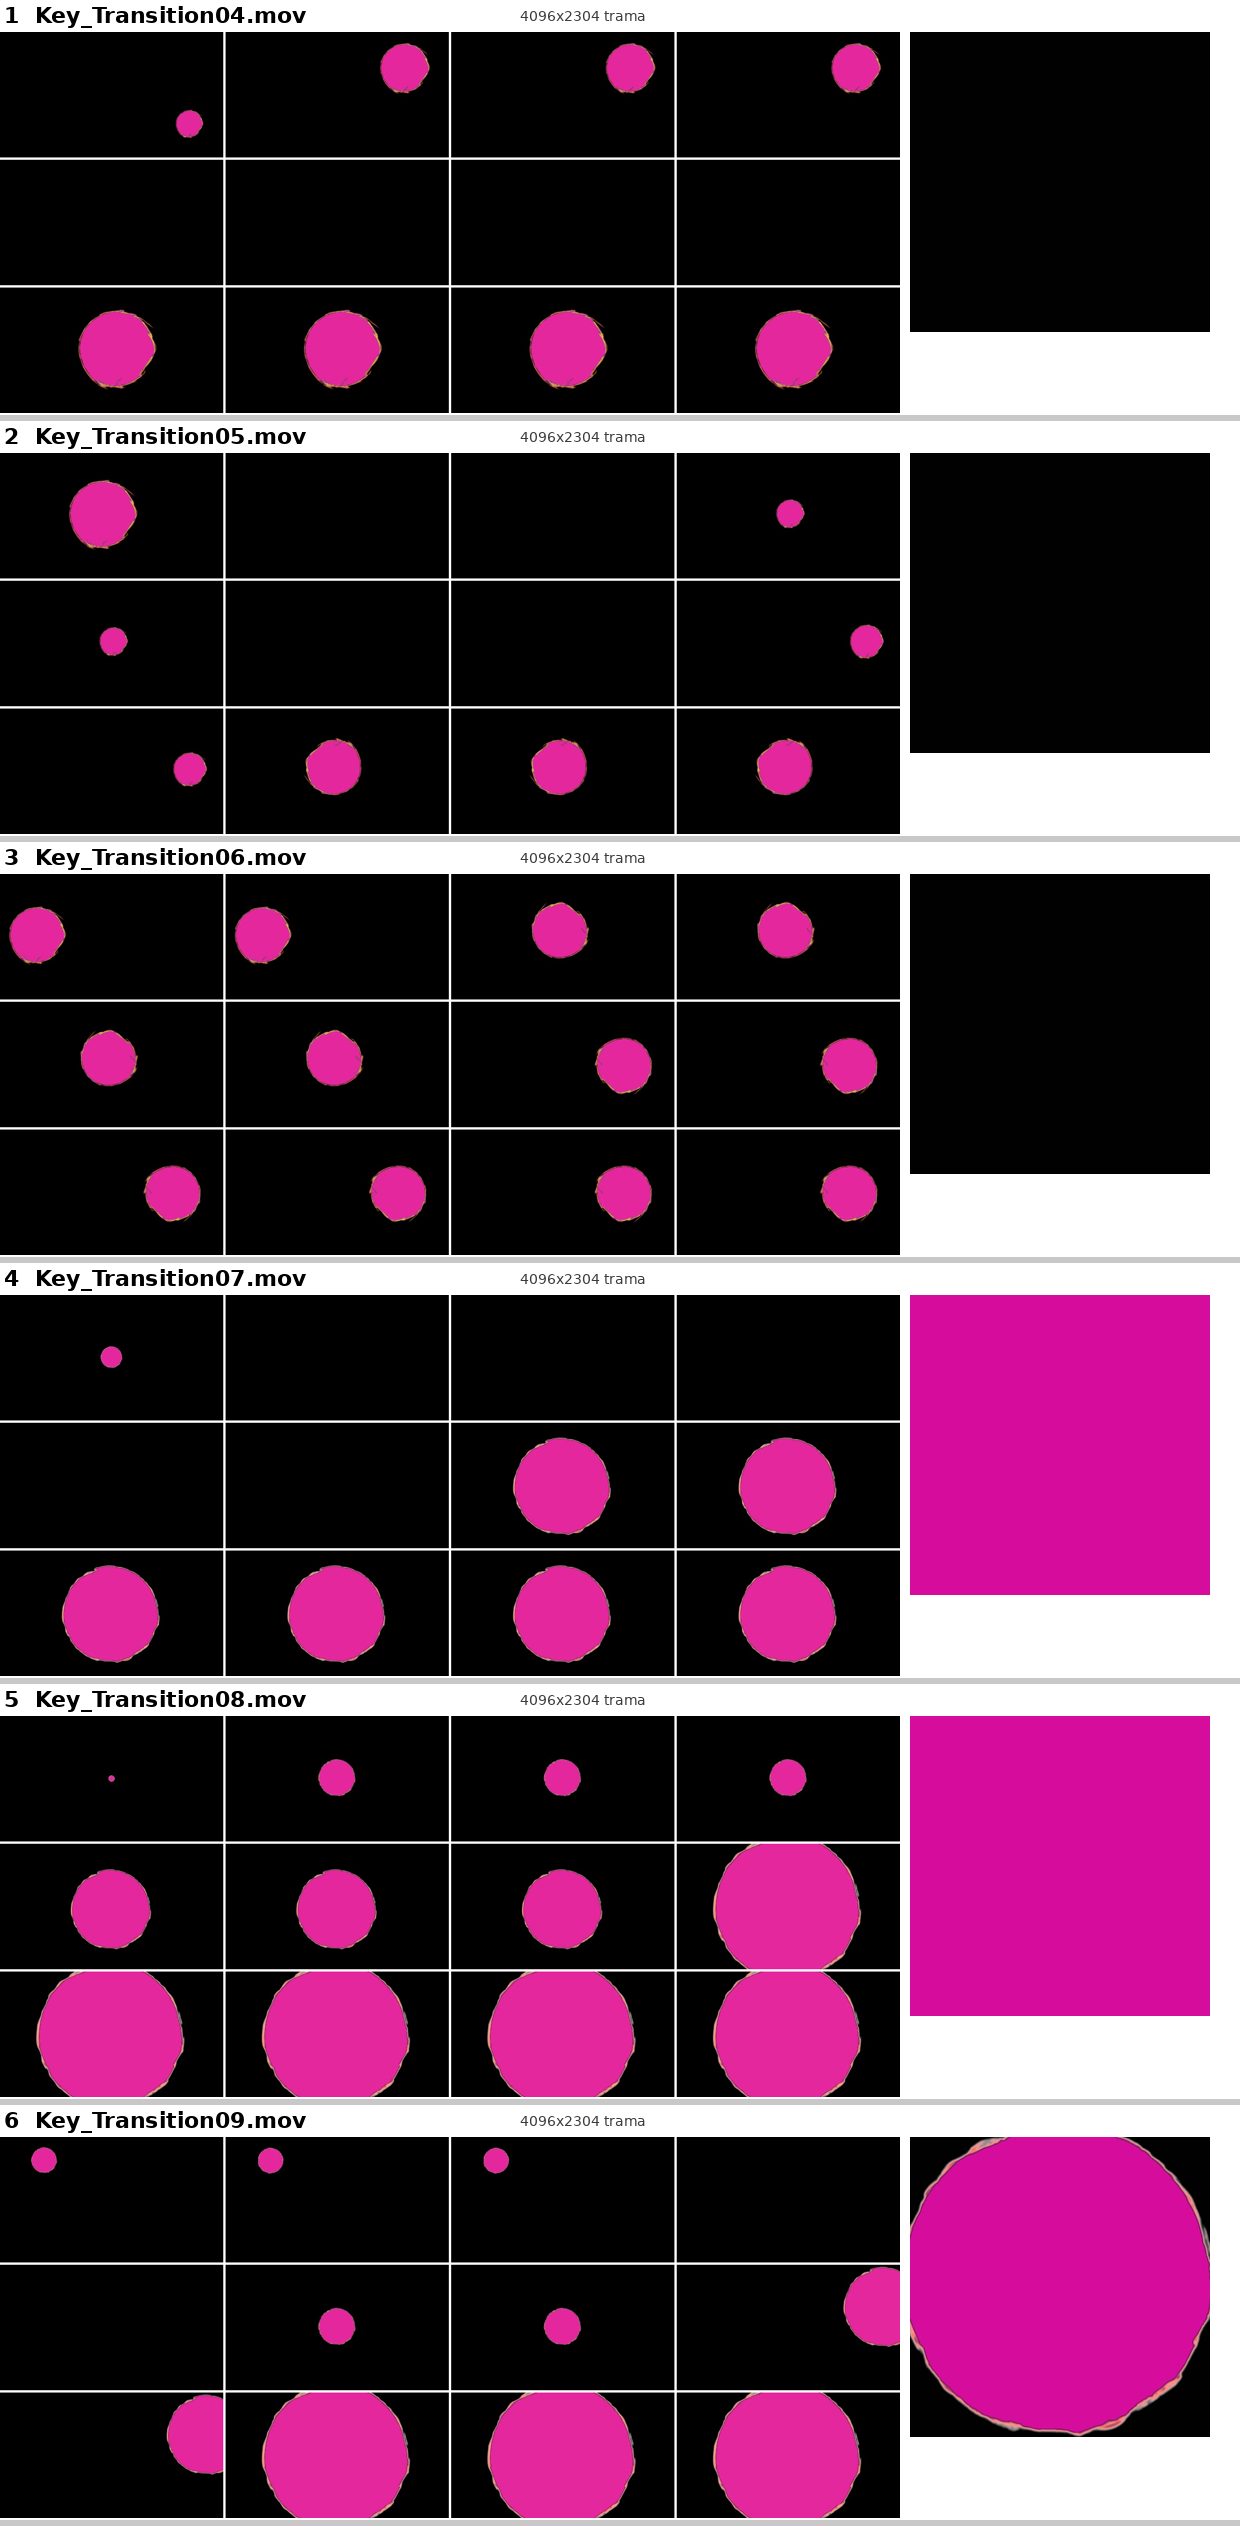 1 Key_Transition04.mov 4096x2304 trama
2 Key_Transition05.mov 4096x2304 trama
3 Key_Transition06.mov 4096x2304 trama
4 Key_Transition07.mov 4096x2304 trama
5 Key_Transition08.mov 4096x2304 trama
6 Key_Transition09.mov 4096x2304 trama